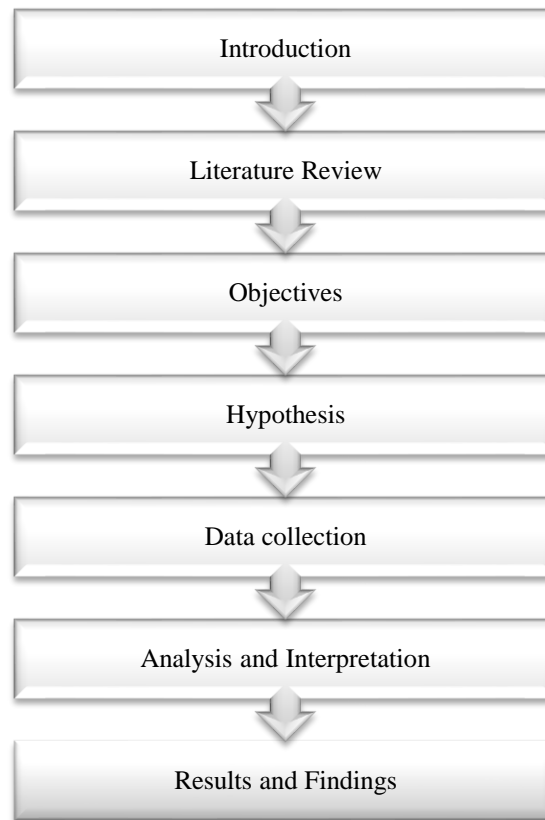 Introduction
Literature Review
Objectives
Hypothesis
Data collection
Analysis and Interpretation
Results and Findings